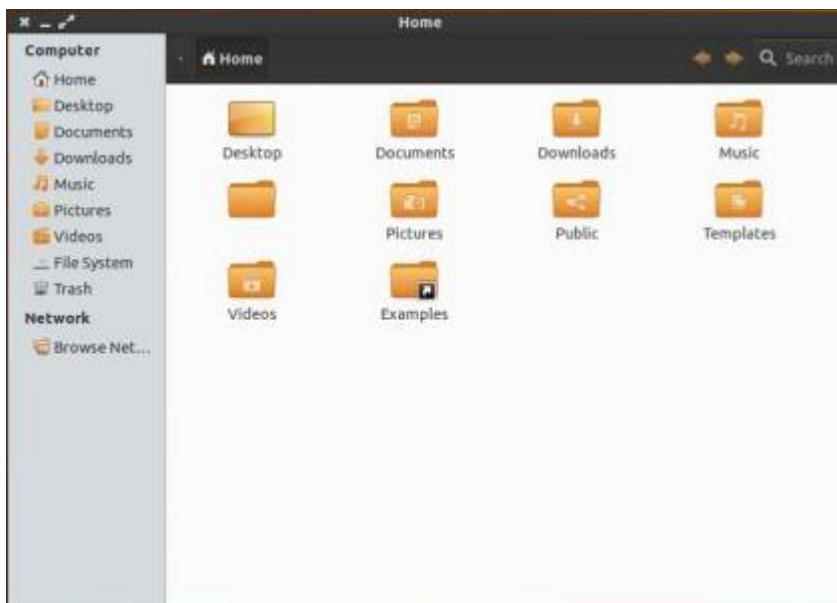 Home
Computer
Home
Desktop
Documents
Downloads
Music
Pictures
Videos
File System
Trash
Network
Browse Net...
Home
Search
Desktop
Documents
Downloads
Music
Pictures
Public
Templates
Videos
Examples